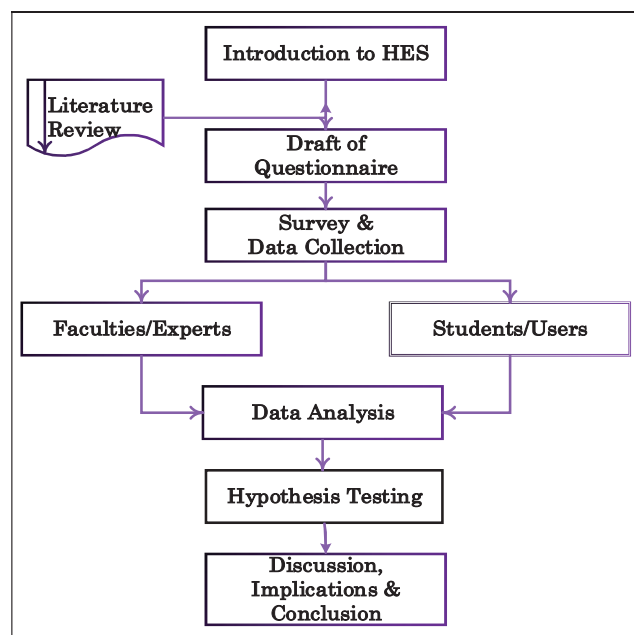 Introduction to HES
Literature
Review
Draft of
Questionnaire
Survey &
Data Collection
Faculties/Experts
Students/Users
Data Analysis
Hypothesis Testing
Discussion,
Implications &
Conclusion